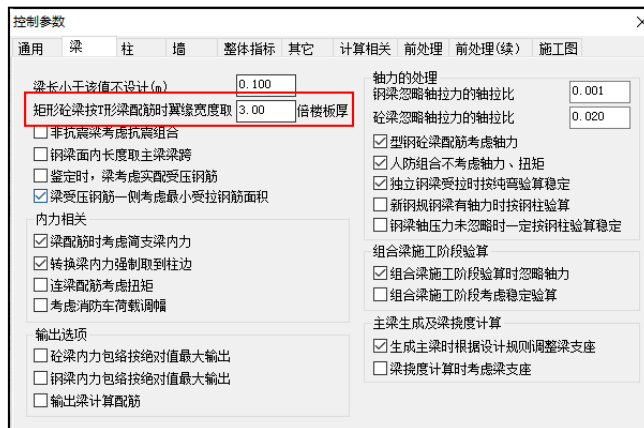 控制参数
通用 梁 柱 墙 整体指标 其它 计算相关 前处理 前处理(续) 施工图
梁长小于该值不设计(m) 0.100
矩形砼梁按T形梁配筋时翼缘宽度取 3.00 倍楼板厚
非抗震梁考虑抗震组合
钢梁面内长度取主梁梁跨
鉴定时，梁考虑实配受压钢筋
梁受压钢筋一侧考虑最小受拉钢筋面积
内力相关
梁配筋时考虑简支梁内力
转换梁内力强制取到柱边
连梁配筋考虑扭矩
考虑消防车荷载调幅
输出选项
砼梁内力包络按绝对值最大输出
钢梁内力包络按绝对值最大输出
输出梁计算配筋
轴力的处理
钢梁忽略轴拉力的轴拉比 0.001
砼梁忽略轴拉力的轴拉比 0.020
型钢砼梁配筋考虑轴力
人防组合不考虑轴力、扭矩
独立钢梁受拉时按纯弯验算稳定
新钢规钢梁有轴力时按钢柱验算
钢梁轴压力未忽略时一定按钢柱验算稳定
组合梁施工阶段验算
组合梁施工阶段验算时忽略轴力
组合梁施工阶段考虑稳定验算
主梁生成及梁挠度计算
生成主梁时根据设计规则调整梁支座
梁挠度计算时考虑梁支座